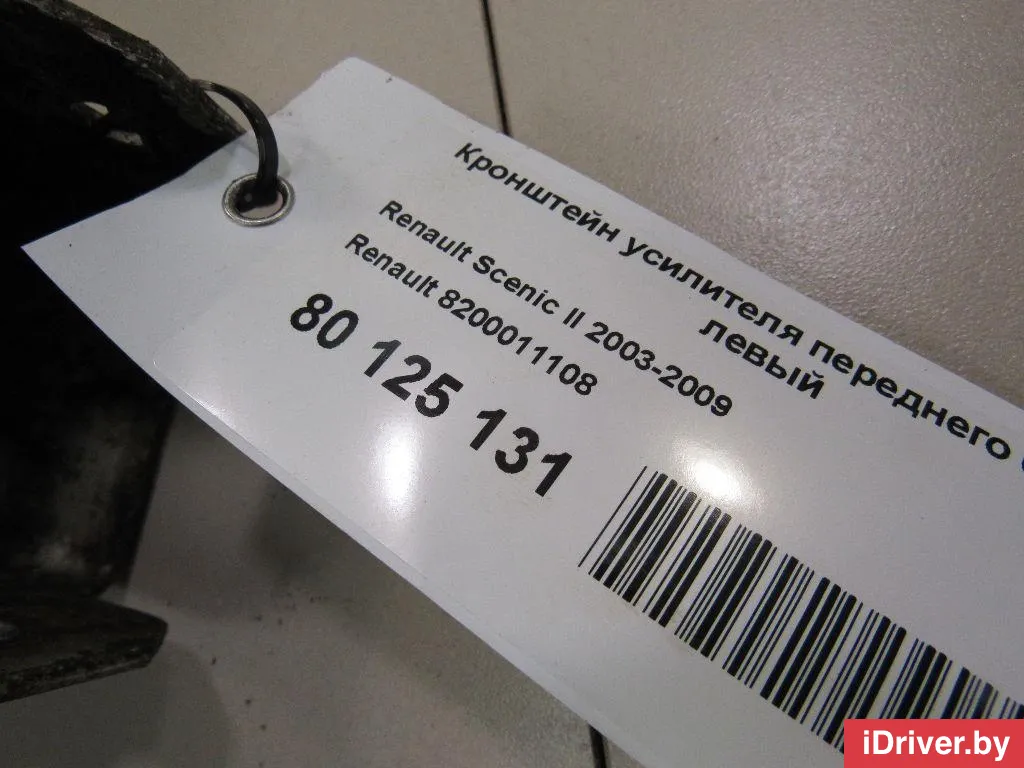 Кронштейн усилителя переднего
левый
Renault Scenic II 2003-2009
Renault 8200011108
80 125 131
iDriver.by